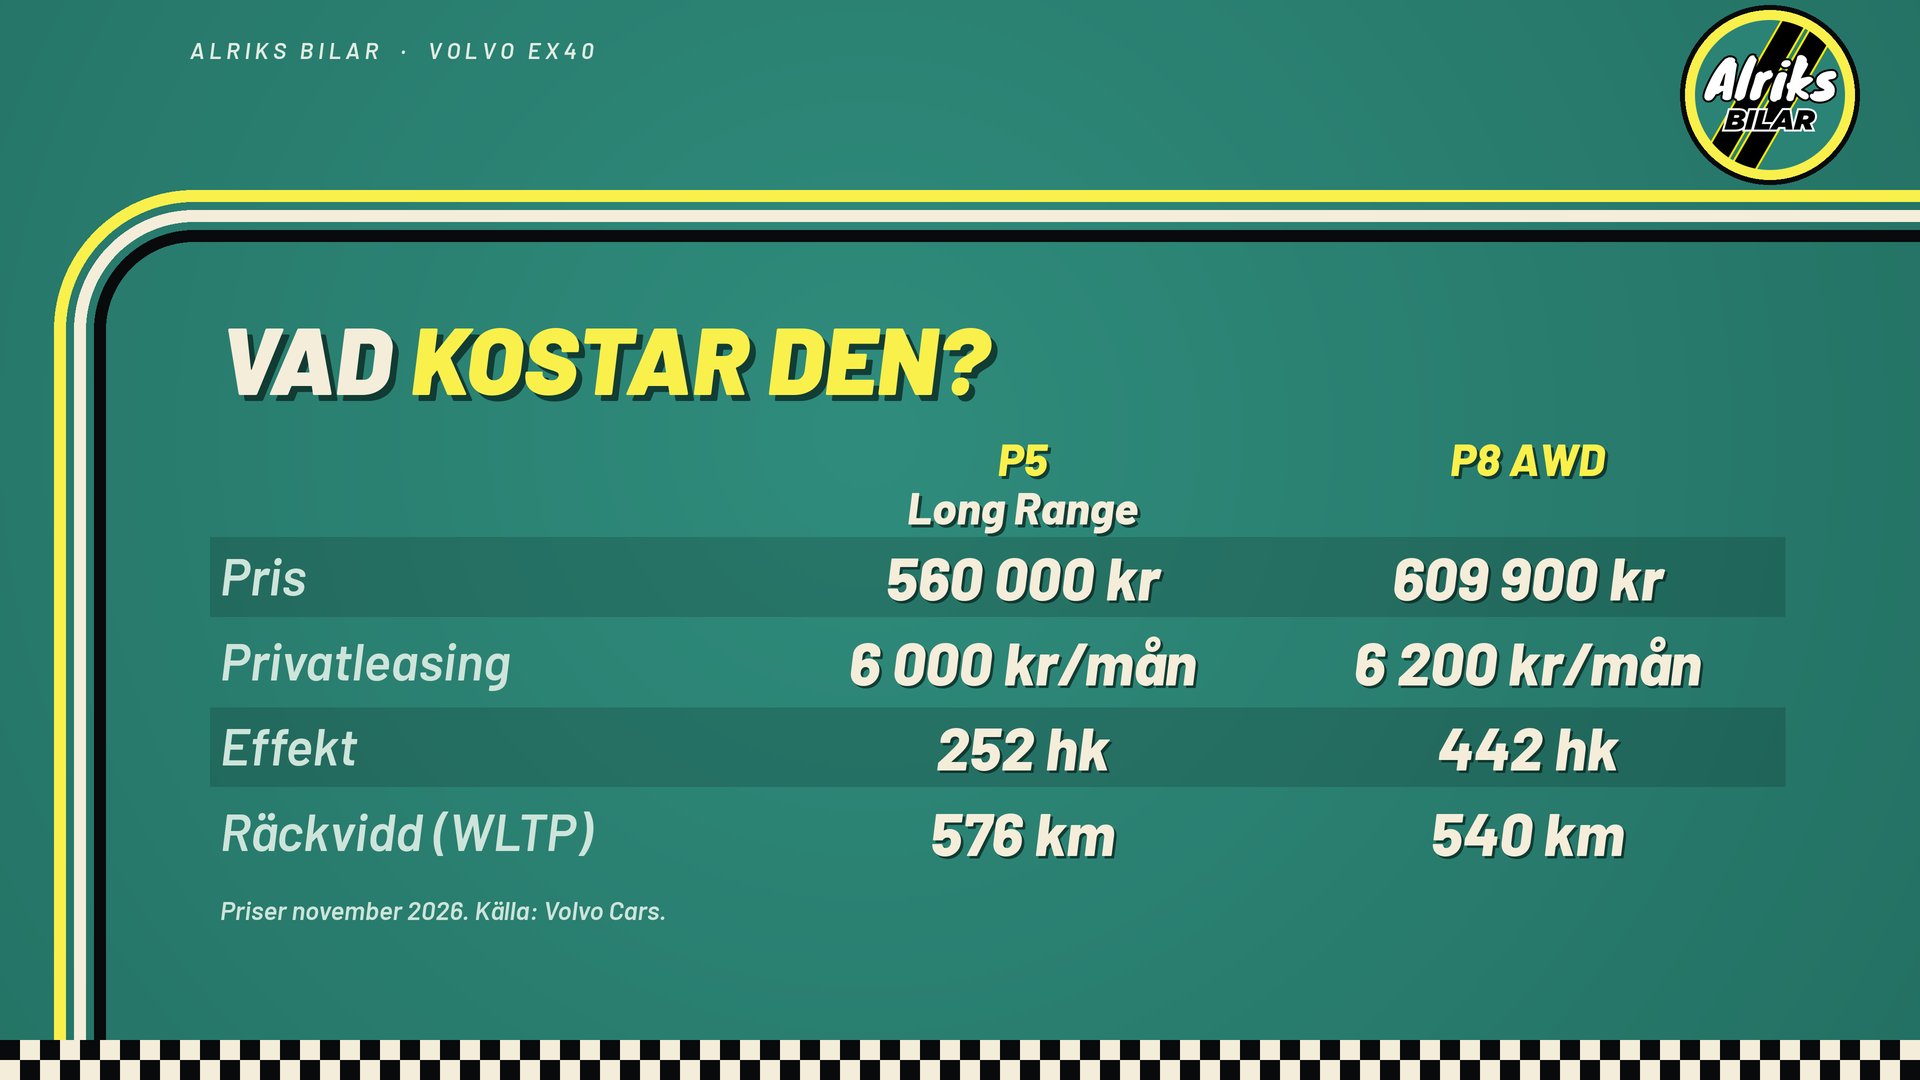 ALRIKS BILAR · VOLVO EX40
Alriks
BILAR
VAD KOSTAR DEN?
P5 P8 AWD
Long Range
Pris 560 000 kr 609 900 kr
Privatleasing 6 000 kr/mån 6 200 kr/mån
Effekt 252 hk 442 hk
Räckvidd (WLTP) 576 km 540 km
Priser november 2026. Källa: Volvo Cars.